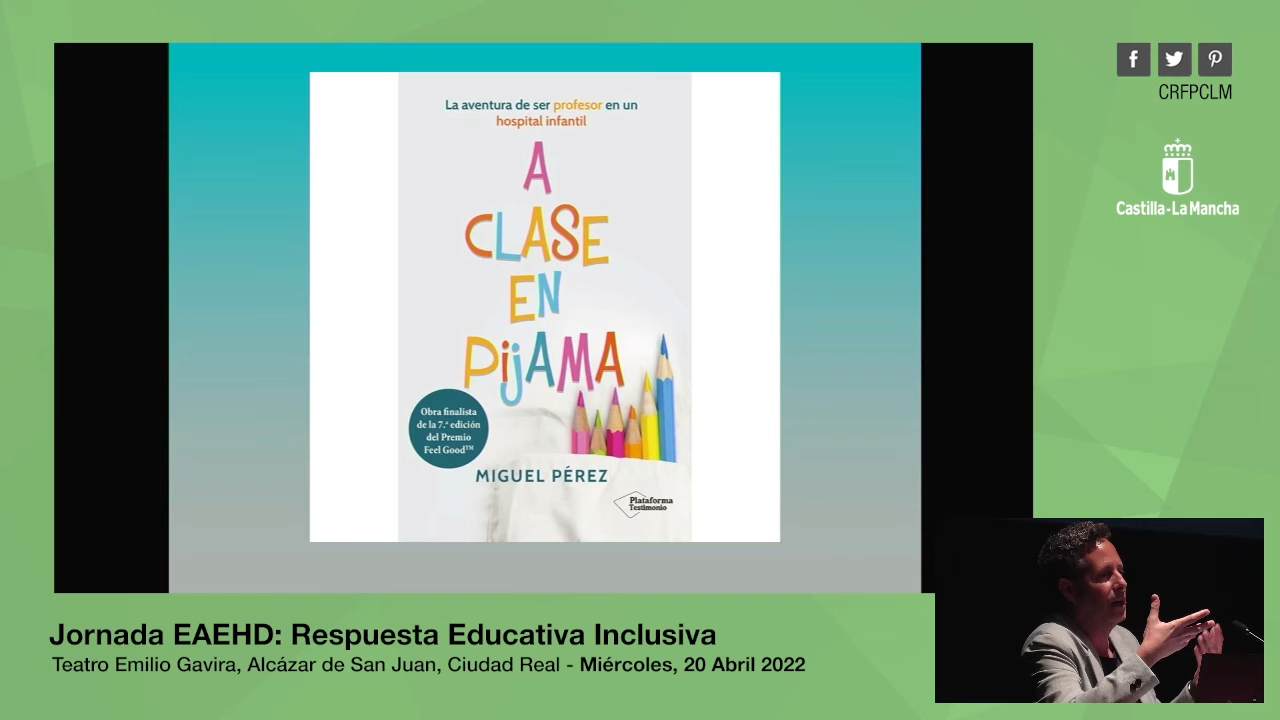 La aventura de ser profesor en un
hospital infantil
A
CLASE
EN
PijAMA
Obra finalista
de la 7.ª edición
del Premio
Feel Good™
MIGUEL PÉREZ
Plataforma
Testimonio
CRFPCLM
Castilla-La Mancha
Jornada EAEHD: Respuesta Educativa Inclusiva
Teatro Emilio Gavira, Alcázar de San Juan, Ciudad Real - Miércoles, 20 Abril 2022